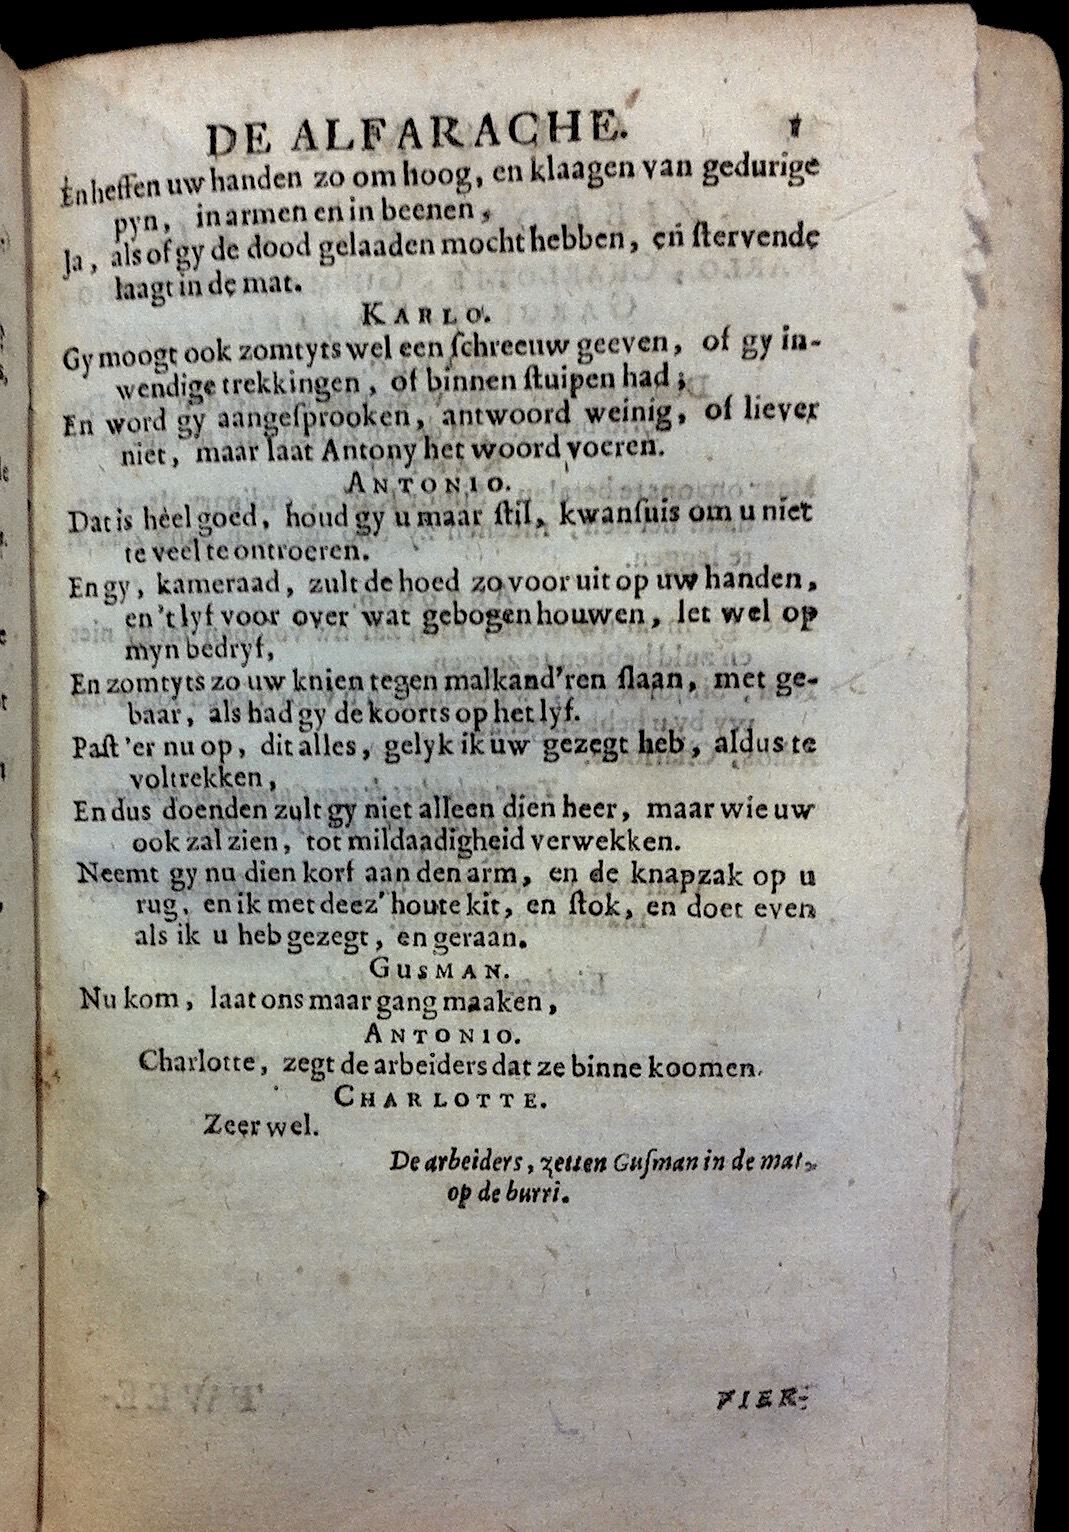 DE ALFARACHE.
En heffen uw handen zo om hoog, en klaagen van gedurige
pyn, in armen en in beenen,
Ja, als of gy de dood gelaaden mocht hebben, en stervende
laagt in de mat.
KARLO.
Gy moogt ook zomtyts wel een ſchreeuw geeven, of gy in-
wendige trekkingen, of binnen ſtuipen had;
En word gy aangeſprooken, antwoord weinig, of liever
niet, maar laat Antony het woord voeren.
ANTONIO.
Dat is héél goed, houd gy u maar ſtil, kwanſuis om u niet
te veel te ontroeren.
En gy, kameraad, zult de hoed zo voor uit op uw handen,
en 't lyf voor over wat gebogen houwen, let wel op
myn bedryf,
En zomtyts zo uw knien tegen malkand'ren ſlaan, met ge-
baar, als had gy de koorts op het lyf.
Paſt 'er nu op, dit alles, gelyk ik uw gezegt heb, aldus te
voltrekken,
En dus doenden zult gy niet alleen dien heer, maar wie uw
ook zal zien, tot mildaadigheid verwekken.
Neemt gy nu dien korf aan den arm, en de knapzak op u
rug, en ik met deez' houte kit, en ſtok, en doet even
als ik u heb gezegt, en geraan.
GUSMAN.
Nu kom, laat ons maar gang maaken,
ANTONIO.
Charlotte, zegt de arbeiders dat ze binne koomen.
CHARLOTTE.
Zeer wel.
De arbeiders, zetten Guſman in de mat,
op de burri.
VIER-